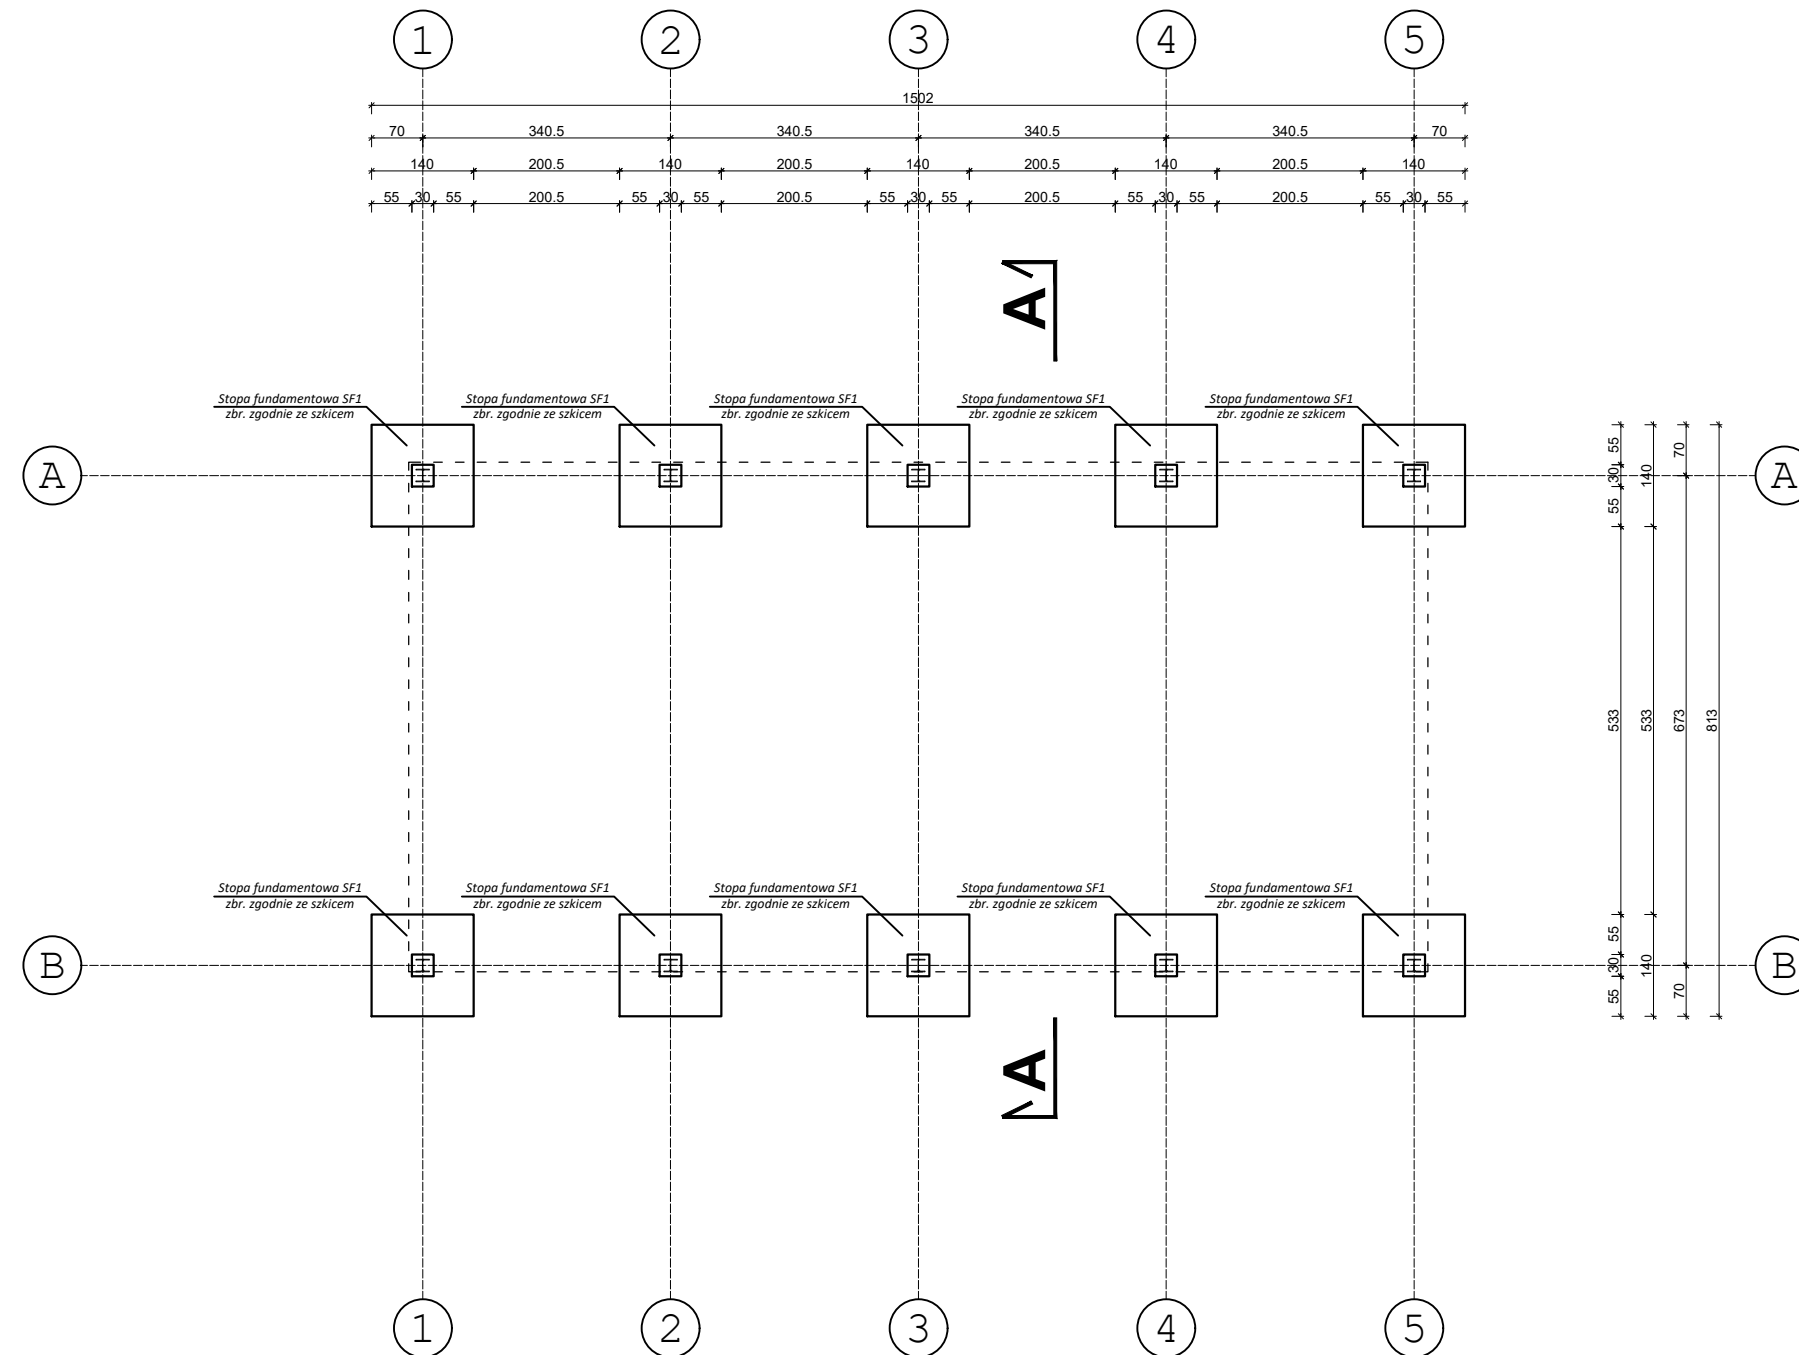 1 2 3 4 5
1502
70 340.5 340.5 340.5 340.5 70
140 200.5 140 200.5 140 200.5 140 200.5 140
55 30 55 200.5 55 30 55 200.5 55 30 55 200.5 55 30 55 200.5 55 30 55
A
Stopa fundamentowa SF1
zbr. zgodnie ze szkicem
Stopa fundamentowa SF1
zbr. zgodnie ze szkicem
Stopa fundamentowa SF1
zbr. zgodnie ze szkicem
Stopa fundamentowa SF1
zbr. zgodnie ze szkicem
Stopa fundamentowa SF1
zbr. zgodnie ze szkicem
A A
55 30 55 533 55 30 55
140 533 140
70 673 70
813
Stopa fundamentowa SF1
zbr. zgodnie ze szkicem
Stopa fundamentowa SF1
zbr. zgodnie ze szkicem
Stopa fundamentowa SF1
zbr. zgodnie ze szkicem
Stopa fundamentowa SF1
zbr. zgodnie ze szkicem
Stopa fundamentowa SF1
zbr. zgodnie ze szkicem
B B
A
1 2 3 4 5